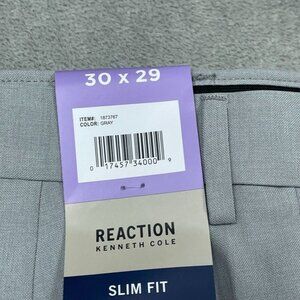 30 x 29
ITEM#: 1873767
COLOR: GRAY
0 17457 34000 9
REACTION
KENNETH COLE
SLIM FIT